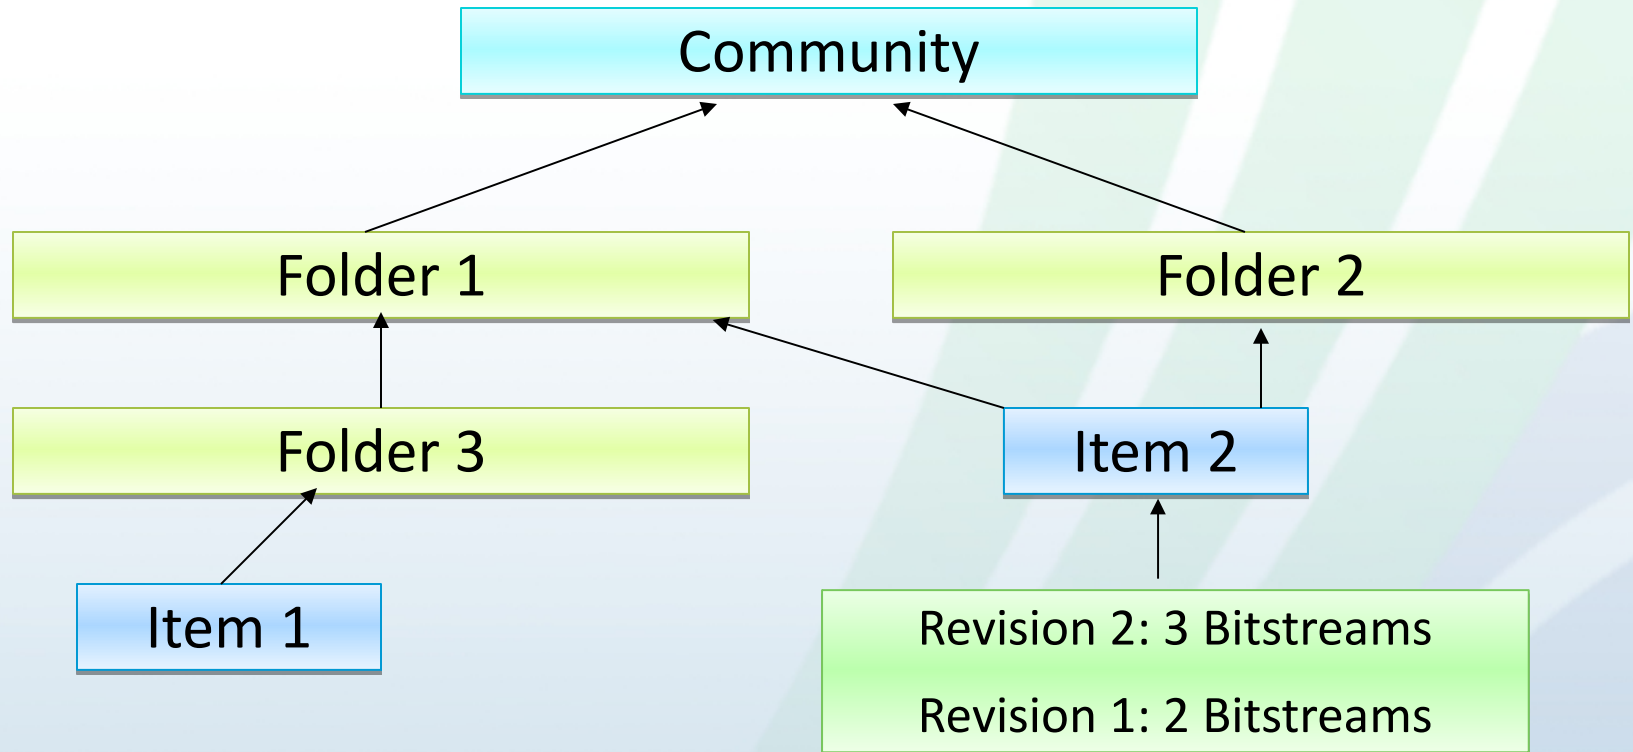 Community
Folder 1
Folder 2
Folder 3
Item 2
Item 1
Revision 2: 3 Bitstreams
Revision 1: 2 Bitstreams